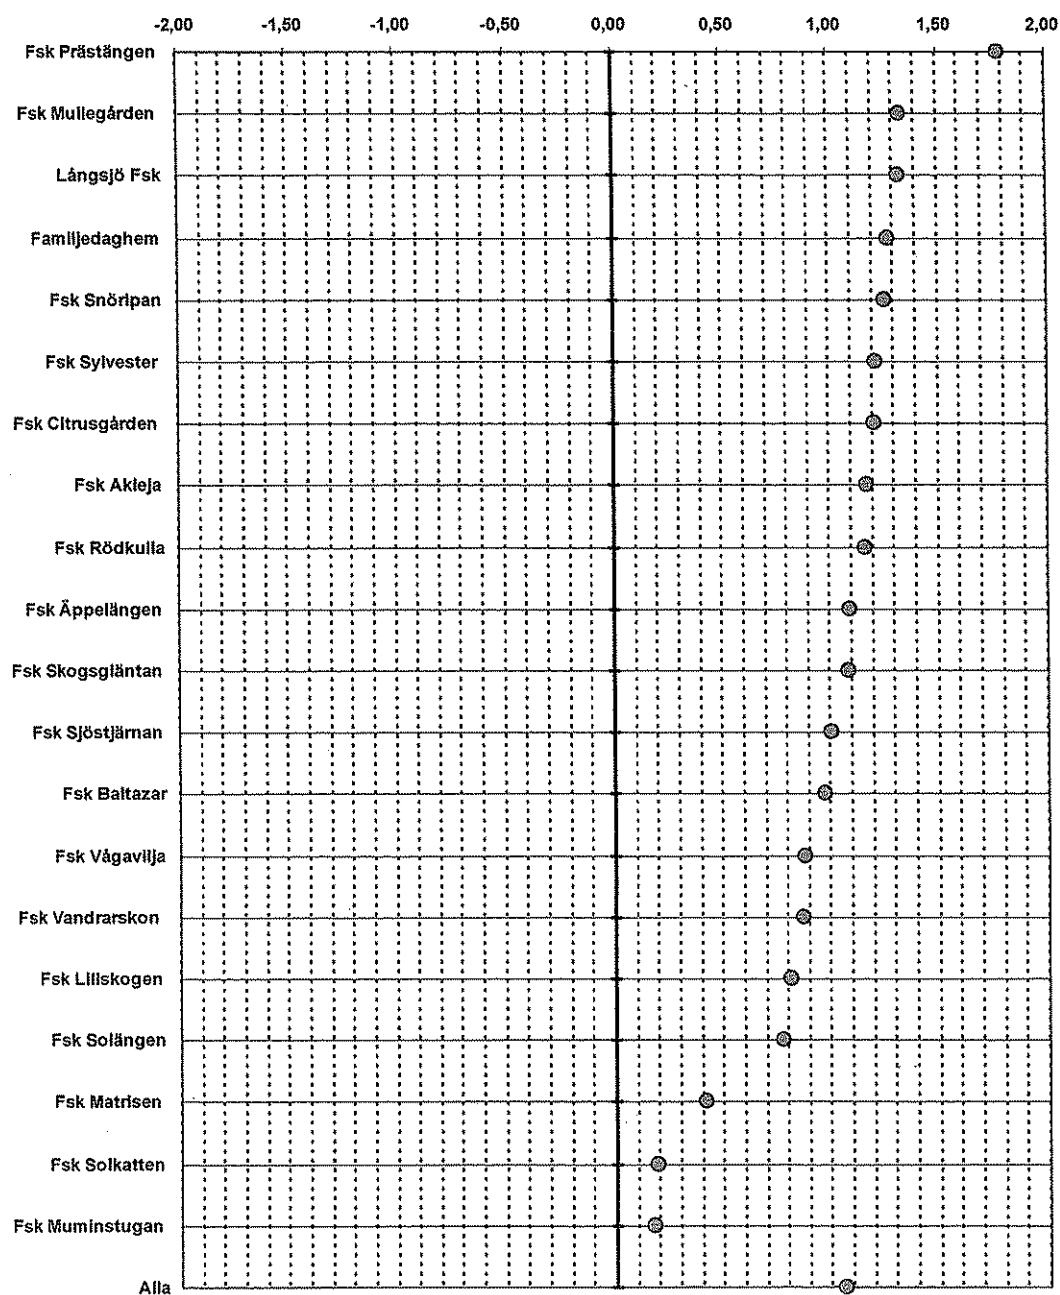 -2,00 -1,50 -1,00 -0,50 0,00 0,50 1,00 1,50 2,00
Fsk Prästängen
Fsk Mullegården
Långsjö Fsk
Familjedaghem
Fsk Snöripan
Fsk Sylvester
Fsk Citrusgården
Fsk Akleja
Fsk Rödkulla
Fsk Äppelängen
Fsk Skogsgläntan
Fsk Sjöstjärnan
Fsk Baltazar
Fsk Vågavilja
Fsk Vandrarskon
Fsk Lillskogen
Fsk Solängen
Fsk Matrisen
Fsk Solkatten
Fsk Muminstugan
Alla